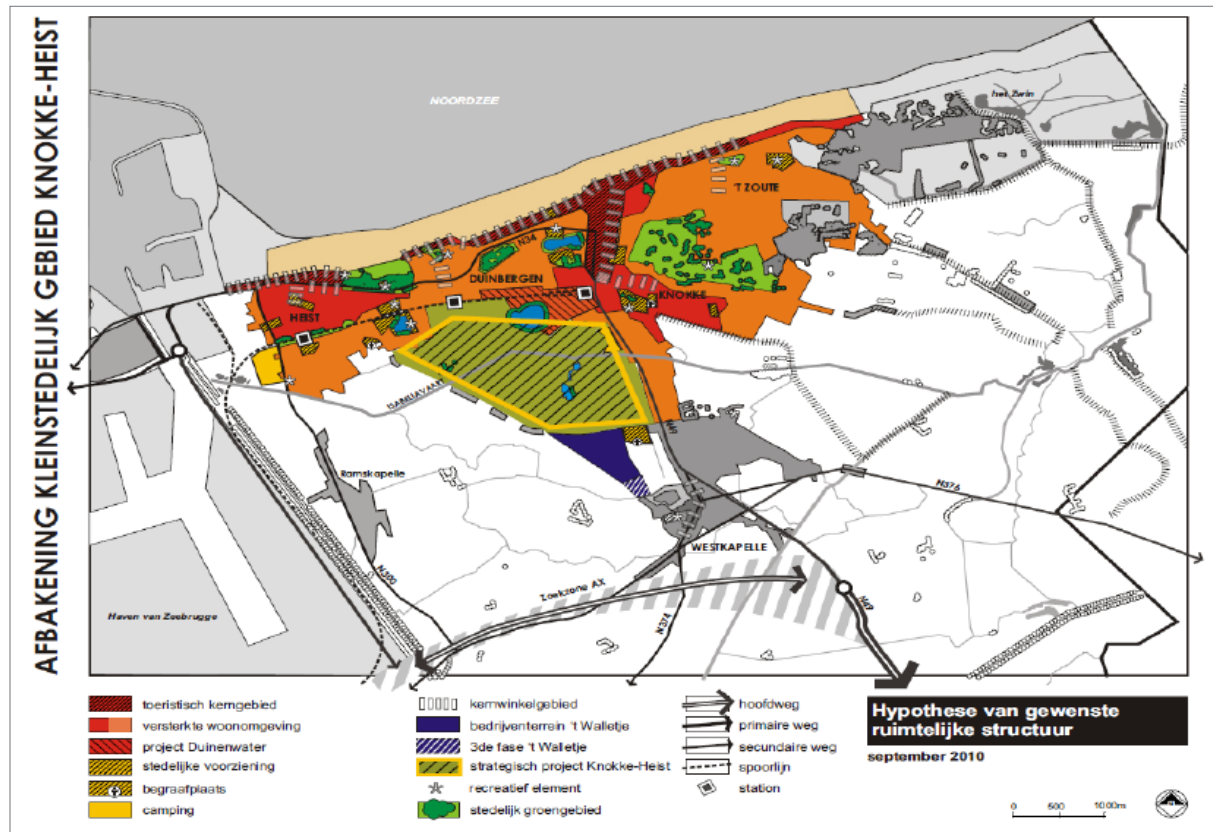 AFBAKENING KLEINSTEDELIJK GEBIED KNOKKE-HEIST
NOORDZEE
het Zwin
'T ZOUTE
N34
DUINBERGEN
KNOKKE
HEIST
ISABELLAVAART
N49
Ramskapelle
N376
WESTKAPELLE
Zoekzone AX
N300
N49
N374
Haven van Zeebrugge
toeristisch kerngebied
versterkte woonomgeving
project Duinenwater
stedelijke voorziening
begraafplaats
camping
kernwinkelgebied
bedrijventerrein 't Walletje
3de fase 't Walletje
strategisch project Knokke-Heist
recreatief element
stedelijk groengebied
hoofdweg
primaire weg
secundaire weg
spoorlijn
station
Hypothese van gewenste
ruimtelijke structuur
september 2010
0 500 1000m